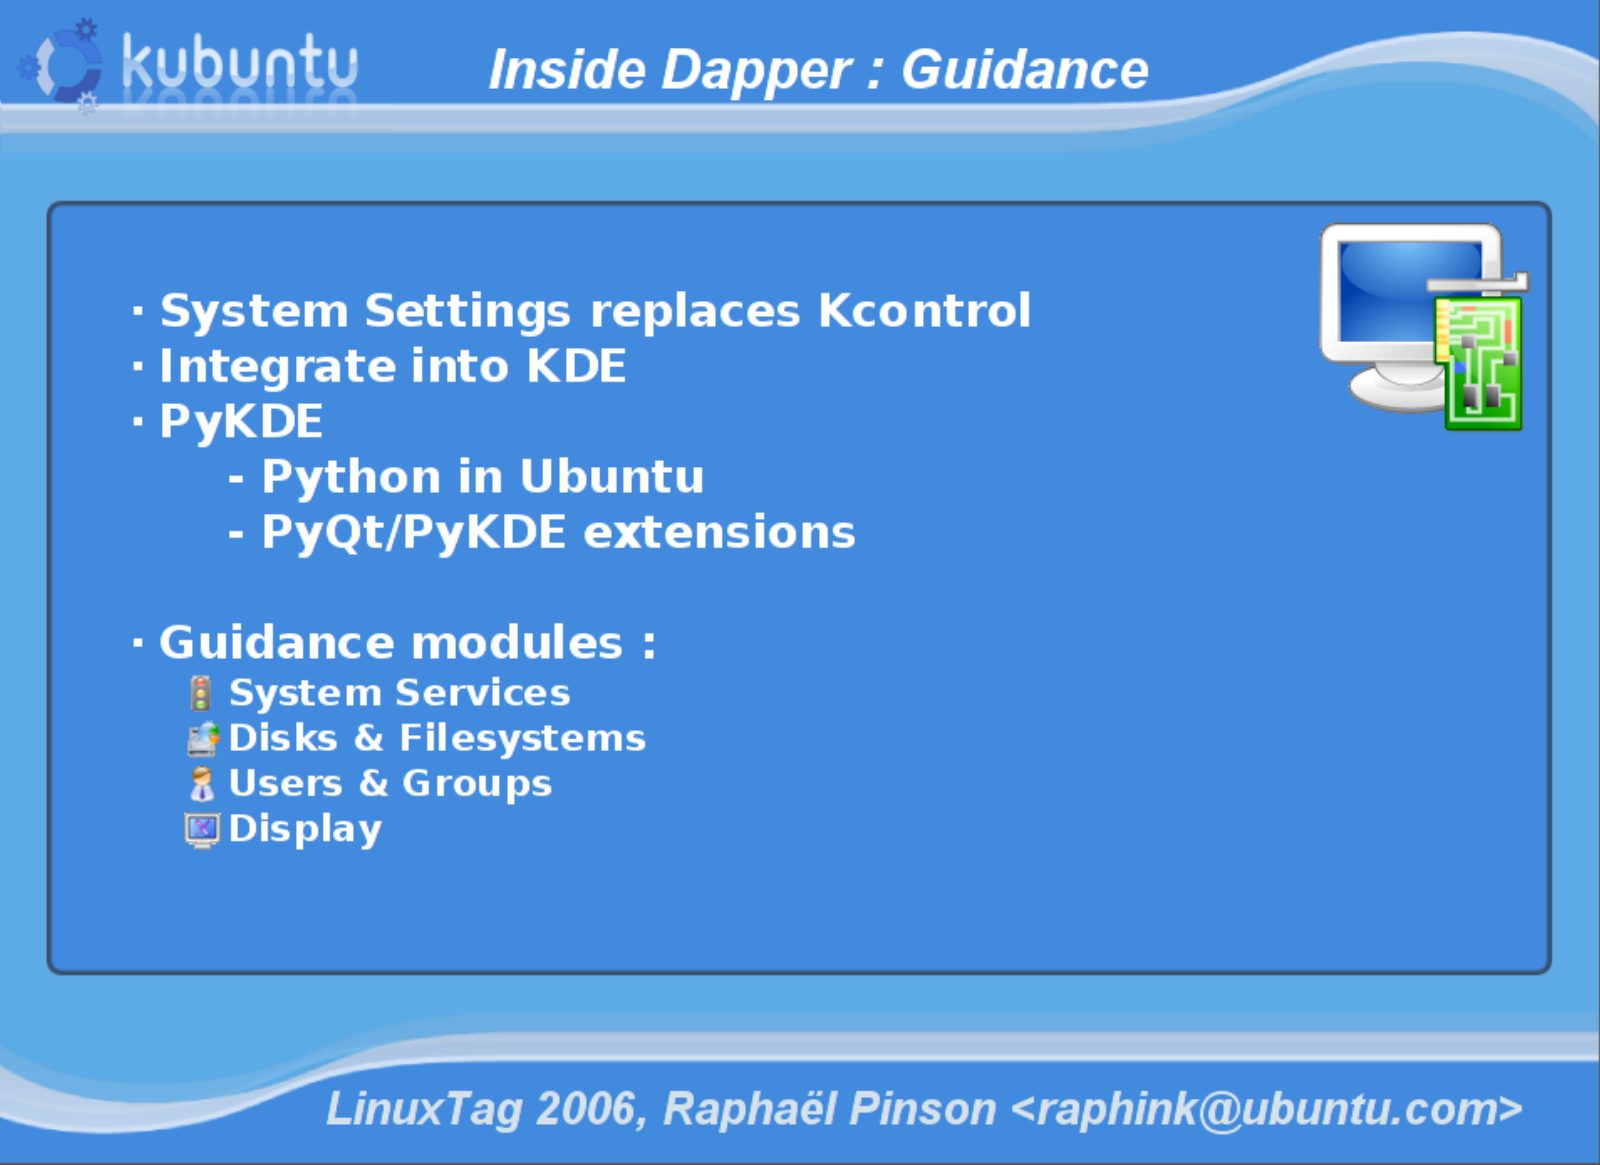 kubuntu
Inside Dapper : Guidance
· System Settings replaces Kcontrol
· Integrate into KDE
· PyKDE
- Python in Ubuntu
- PyQt/PyKDE extensions
· Guidance modules :
System Services
Disks & Filesystems
Users & Groups
Display
LinuxTag 2006, Raphaël Pinson <raphink@ubuntu.com>